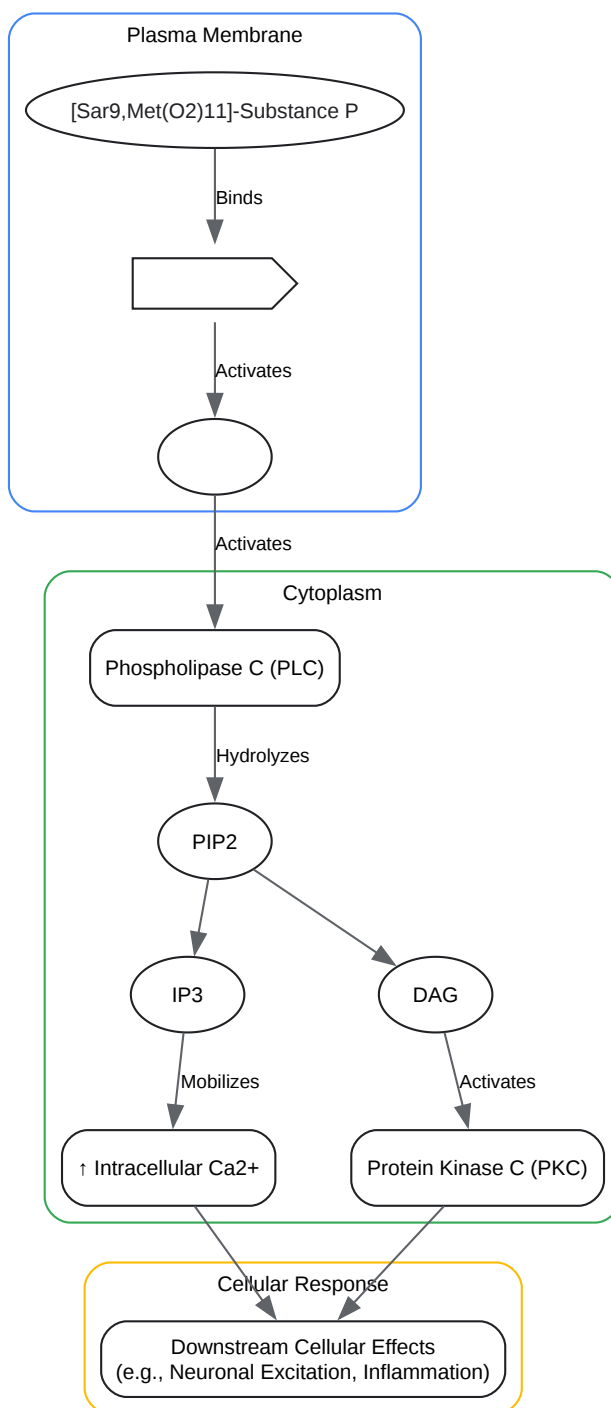 Plasma Membrane
[Sar9,Met(O2)11]-Substance P
Binds
Activates
Activates
Cytoplasm
Phospholipase C (PLC)
Hydrolyzes
PIP2
IP3
DAG
Mobilizes
Activates
↑ Intracellular Ca2+
Protein Kinase C (PKC)
Cellular Response
Downstream Cellular Effects
(e.g., Neuronal Excitation, Inflammation)